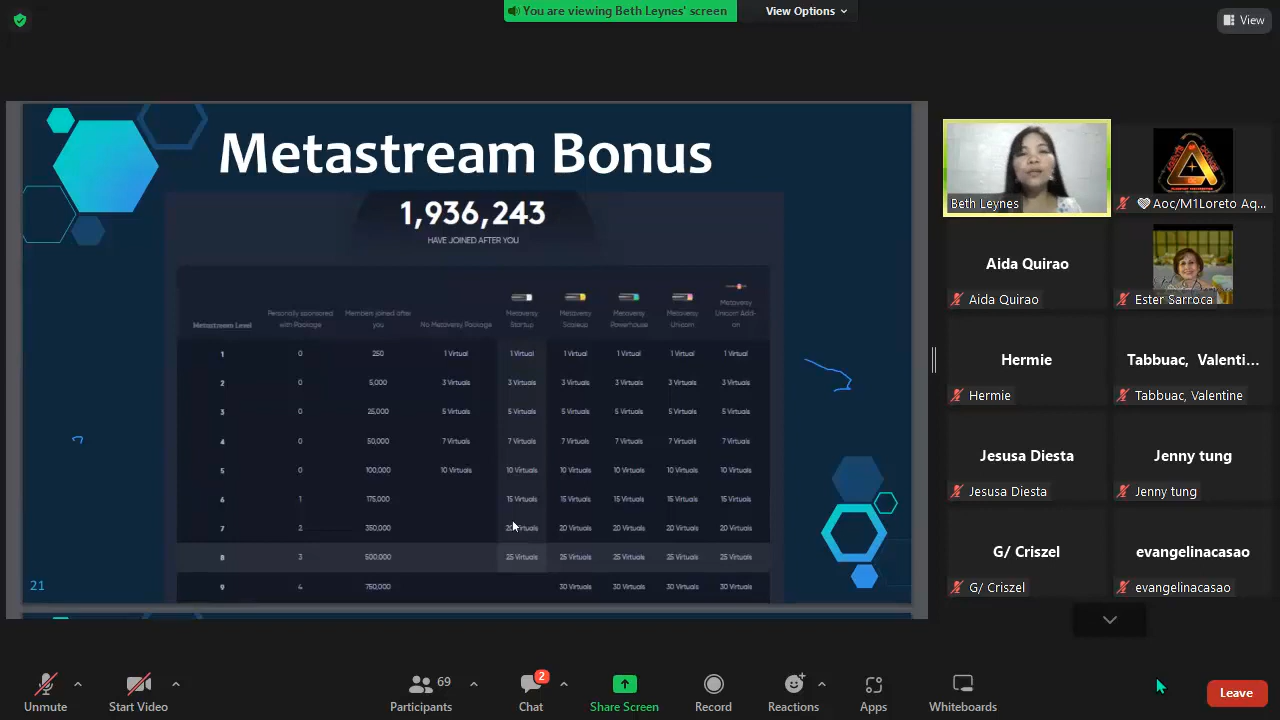 You are viewing Beth Leynes' screen
View Options
View
Metastream Bonus
1,936,243
HAVE JOINED AFTER YOU
Metastream Level Personally sponsored with Package Members joined after you No Metaversy Package Metaversy Startup Metaversy Scaleup Metaversy Powerhouse Metaversy Unicorn Metaversy Unicorn Add-on
1 0 250 1 Virtual 1 Virtual 1 Virtual 1 Virtual 1 Virtual 1 Virtual
2 0 5,000 3 Virtuals 3 Virtuals 3 Virtuals 3 Virtuals 3 Virtuals 3 Virtuals
3 0 25,000 5 Virtuals 5 Virtuals 5 Virtuals 5 Virtuals 5 Virtuals 5 Virtuals
4 0 50,000 7 Virtuals 7 Virtuals 7 Virtuals 7 Virtuals 7 Virtuals 7 Virtuals
5 0 100,000 10 Virtuals 10 Virtuals 10 Virtuals 10 Virtuals 10 Virtuals 10 Virtuals
6 1 175,000 15 Virtuals 15 Virtuals 15 Virtuals 15 Virtuals 15 Virtuals
7 2 350,000 20 Virtuals 20 Virtuals 20 Virtuals 20 Virtuals 20 Virtuals
8 3 500,000 25 Virtuals 25 Virtuals 25 Virtuals 25 Virtuals 25 Virtuals
9 4 750,000 30 Virtuals 30 Virtuals 30 Virtuals 30 Virtuals
21
Beth Leynes
Aoc/M1Loreto Aq...
Aida Quirao
Aida Quirao
Ester Sarroca
Hermie
Hermie
Tabbuac, Valenti...
Tabbuac, Valentine
Jesusa Diesta
Jesusa Diesta
Jenny tung
Jenny tung
G/ Criszel
G/ Criszel
evangelinacasao
evangelinacasao
Unmute
Start Video
69
Participants
2
Chat
Share Screen
Record
Reactions
Apps
Whiteboards
Leave